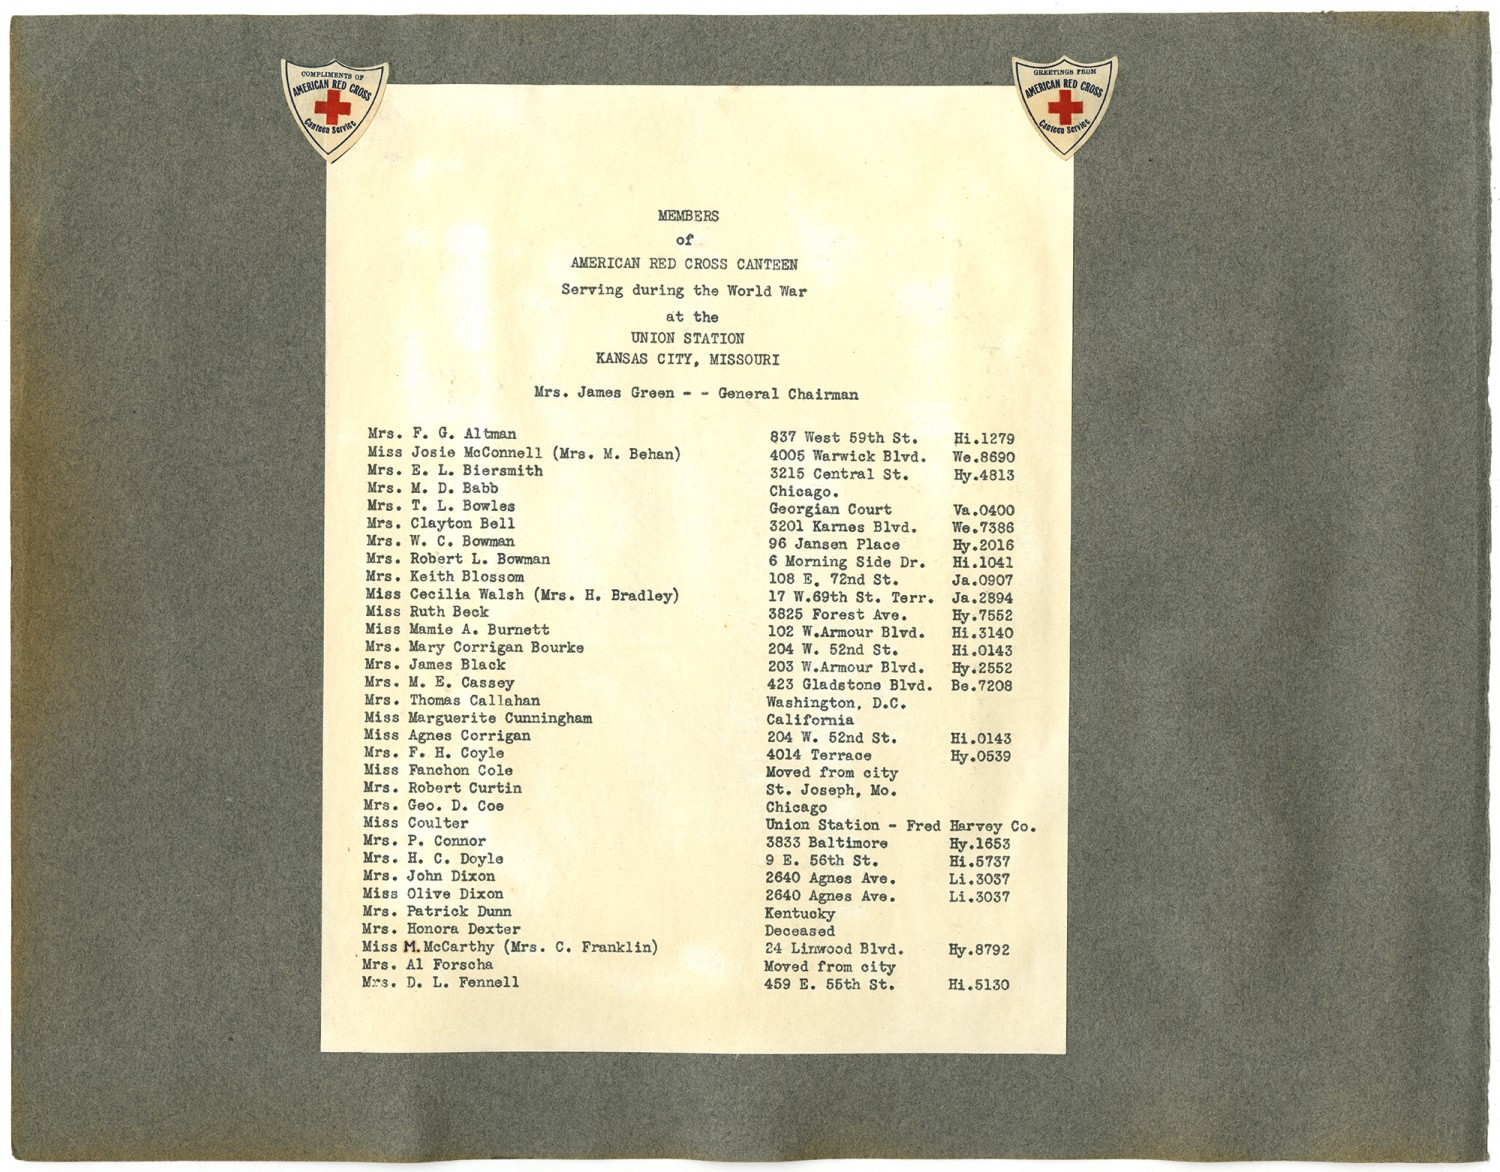 COMPLIMENTS OF
AMERICAN RED CROSS
Canteen Service
GREETINGS FROM
AMERICAN RED CROSS
Canteen Service
MEMBERS
of
AMERICAN RED CROSS CANTEEN
Serving during the World War
at the
UNION STATION
KANSAS CITY, MISSOURI
Mrs. James Green - - General Chairman
Mrs. F. G. Altman 837 West 59th St. Hi.1279
Miss Josie McConnell (Mrs. M. Behan) 4005 Warwick Blvd. We.8690
Mrs. E. L. Biersmith 3215 Central St. Hy.4813
Mrs. M. D. Babb Chicago.
Mrs. T. L. Bowles Georgian Court Va.0400
Mrs. Clayton Bell 3201 Karnes Blvd. We.7386
Mrs. W. C. Bowman 96 Jansen Place Hy.2016
Mrs. Robert L. Bowman 6 Morning Side Dr. Hi.1041
Mrs. Keith Blossom 108 E. 72nd St. Ja.0907
Miss Cecilia Walsh (Mrs. H. Bradley) 17 W.69th St. Terr. Ja.2894
Miss Ruth Beck 3825 Forest Ave. Hy.7552
Miss Mamie A. Burnett 102 W.Armour Blvd. Hi.3140
Mrs. Mary Corrigan Bourke 204 W. 52nd St. Hi.0143
Mrs. James Black 203 W.Armour Blvd. Hy.2552
Mrs. M. E. Cassey 423 Gladstone Blvd. Be.7208
Mrs. Thomas Callahan Washington, D.C.
Miss Marguerite Cunningham California
Miss Agnes Corrigan 204 W. 52nd St. Hi.0143
Mrs. F. H. Coyle 4014 Terrace Hy.0539
Miss Fanchon Cole Moved from city
Mrs. Robert Curtin St. Joseph, Mo.
Mrs. Geo. D. Coe Chicago
Miss Coulter Union Station - Fred Harvey Co.
Mrs. P. Connor 3833 Baltimore Hy.1653
Mrs. H. C. Doyle 9 E. 56th St. Hi.5737
Mrs. John Dixon 2640 Agnes Ave. Li.3037
Miss Olive Dixon 2640 Agnes Ave. Li.3037
Mrs. Patrick Dunn Kentucky
Mrs. Honora Dexter Deceased
Miss M.McCarthy (Mrs. C. Franklin) 24 Linwood Blvd. Hy.8792
Mrs. Al Forscha Moved from city
Mrs. D. L. Fennell 459 E. 55th St. Hi.5130